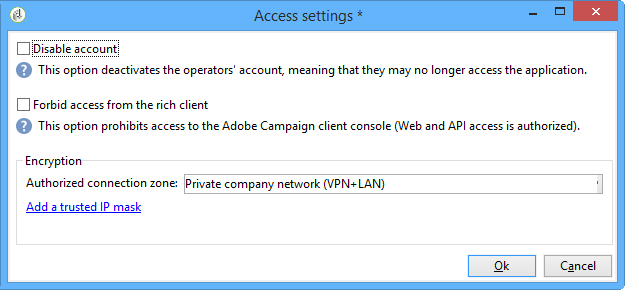 Access settings *
Disable account
This option deactivates the operators' account, meaning that they may no longer access the application.
Forbid access from the rich client
This option prohibits access to the Adobe Campaign client console (Web and API access is authorized).
Encryption
Authorized connection zone: Private company network (VPN+LAN)
Add a trusted IP mask
Ok Cancel